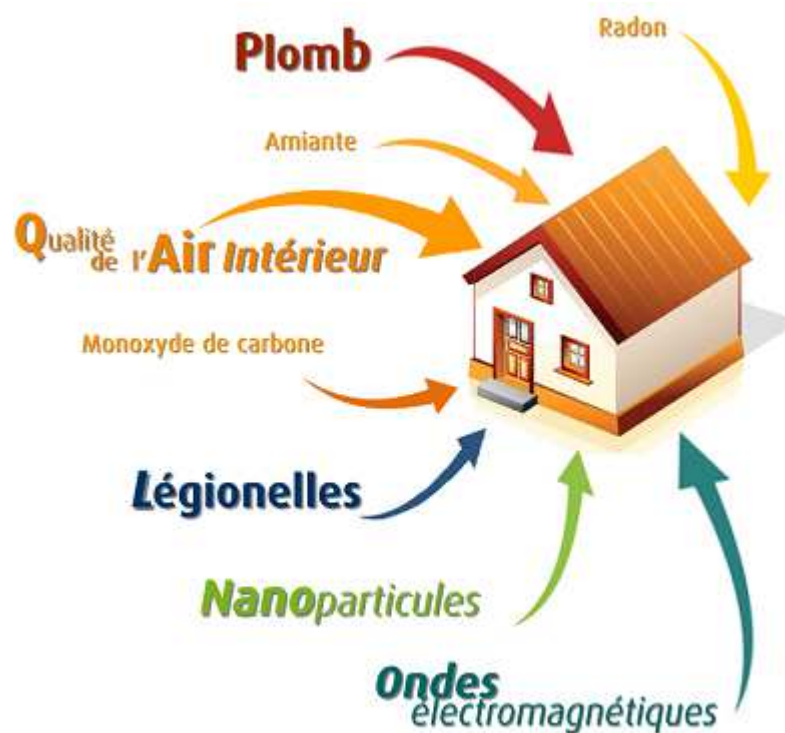 Plomb
Radon
Amiante
Qualité
de l'Air Intérieur
Monoxyde de carbone
Légionelles
Nanoparticules
Ondes
électromagnétiques